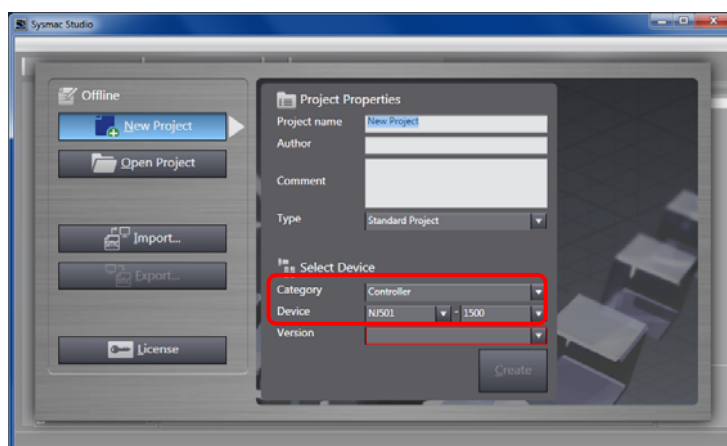 Sysmac Studio
Offline
New Project
Open Project
Import...
Export...
License
Project Properties
Project name New Project
Author
Comment
Type Standard Project
Select Device
Category Controller
Device NJ501 - 1500
Version
Create